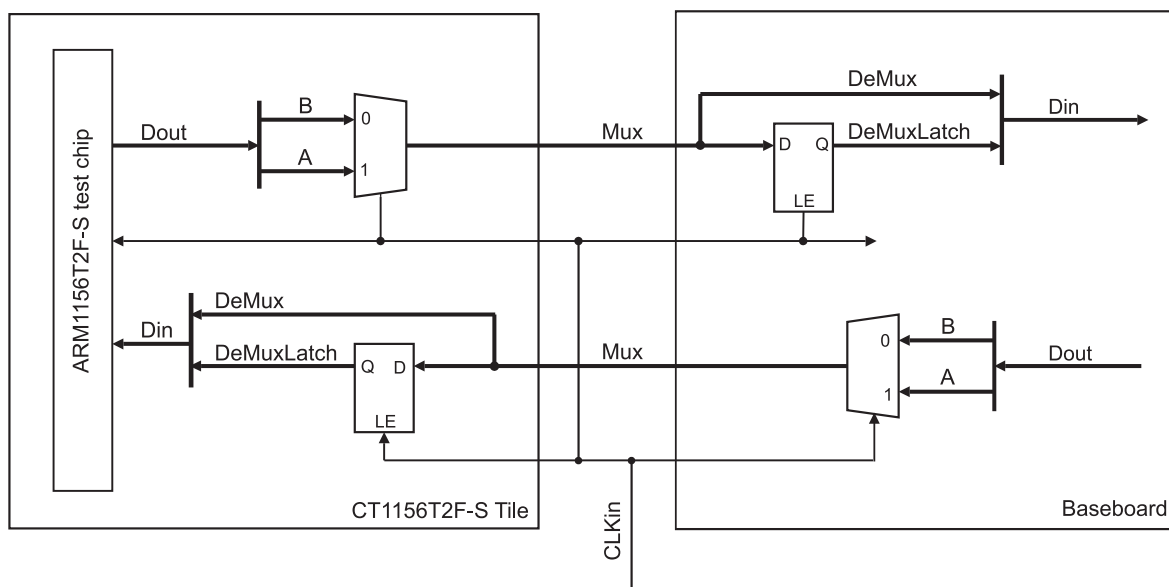 ARM1156T2F-S test chip
Dout
B
A
0
1
Mux
DeMux
D
Q
LE
DeMuxLatch
Din
DeMux
Din
DeMuxLatch
Q
D
LE
Mux
0
1
B
A
Dout
CT1156T2F-S Tile
CLKin
Baseboard